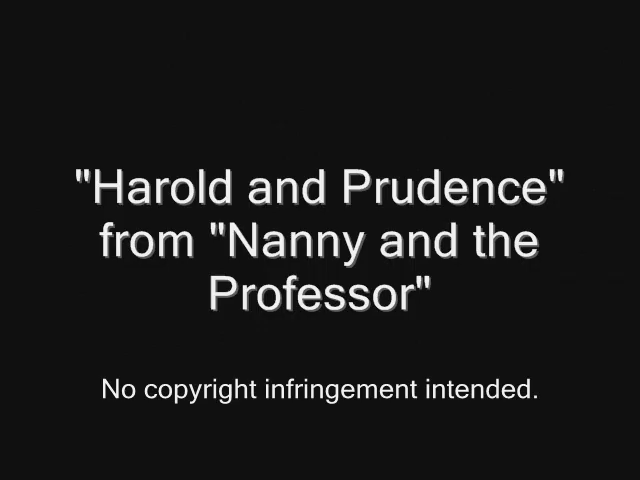 "Harold and Prudence"
from "Nanny and the
Professor"
No copyright infringement intended.